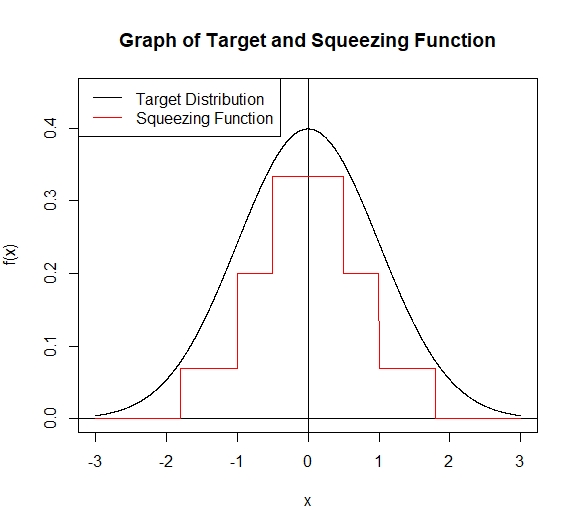 Graph of Target and Squeezing Function
Target Distribution
Squeezing Function
f(x)
0.4
0.3
0.2
0.1
0.0
-3 -2 -1 0 1 2 3
x